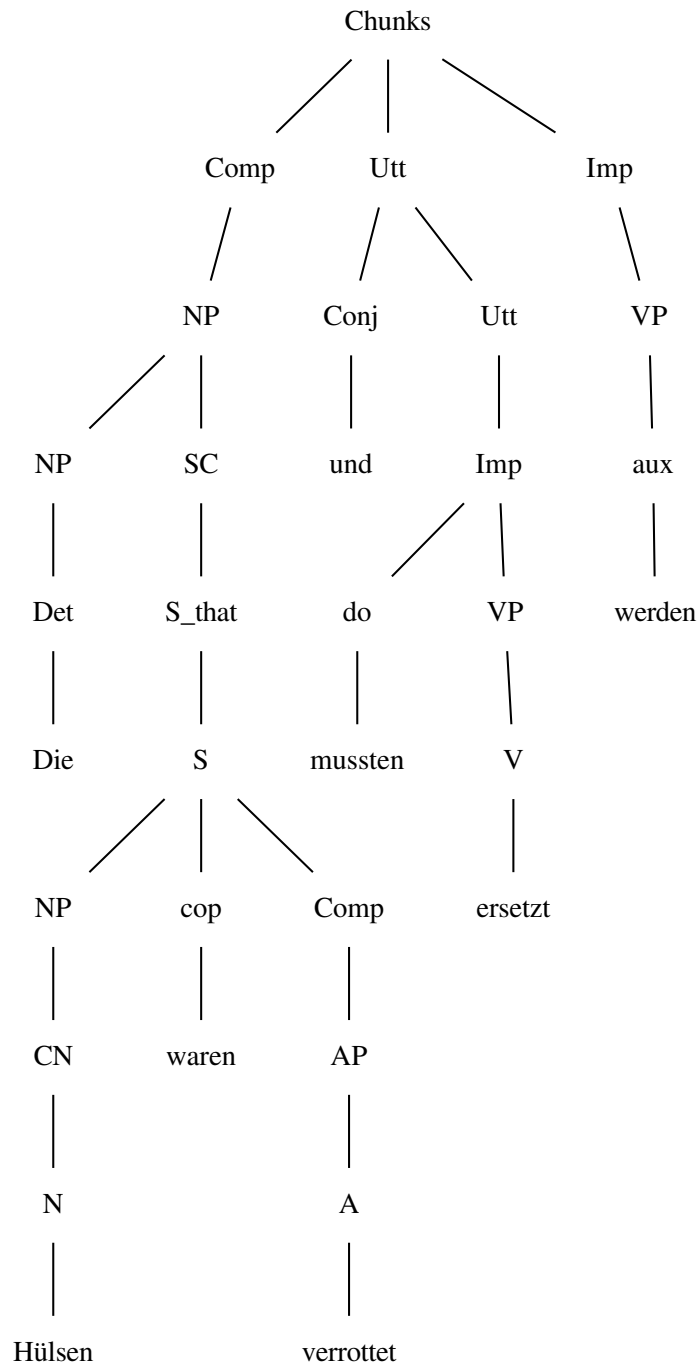 Chunks
Comp Utt Imp
NP Conj Utt VP
NP SC und Imp aux
Det S_that do VP werden
Die S mussten V
NP cop Comp ersetzt
CN waren AP
N A
Hülsen verrottet